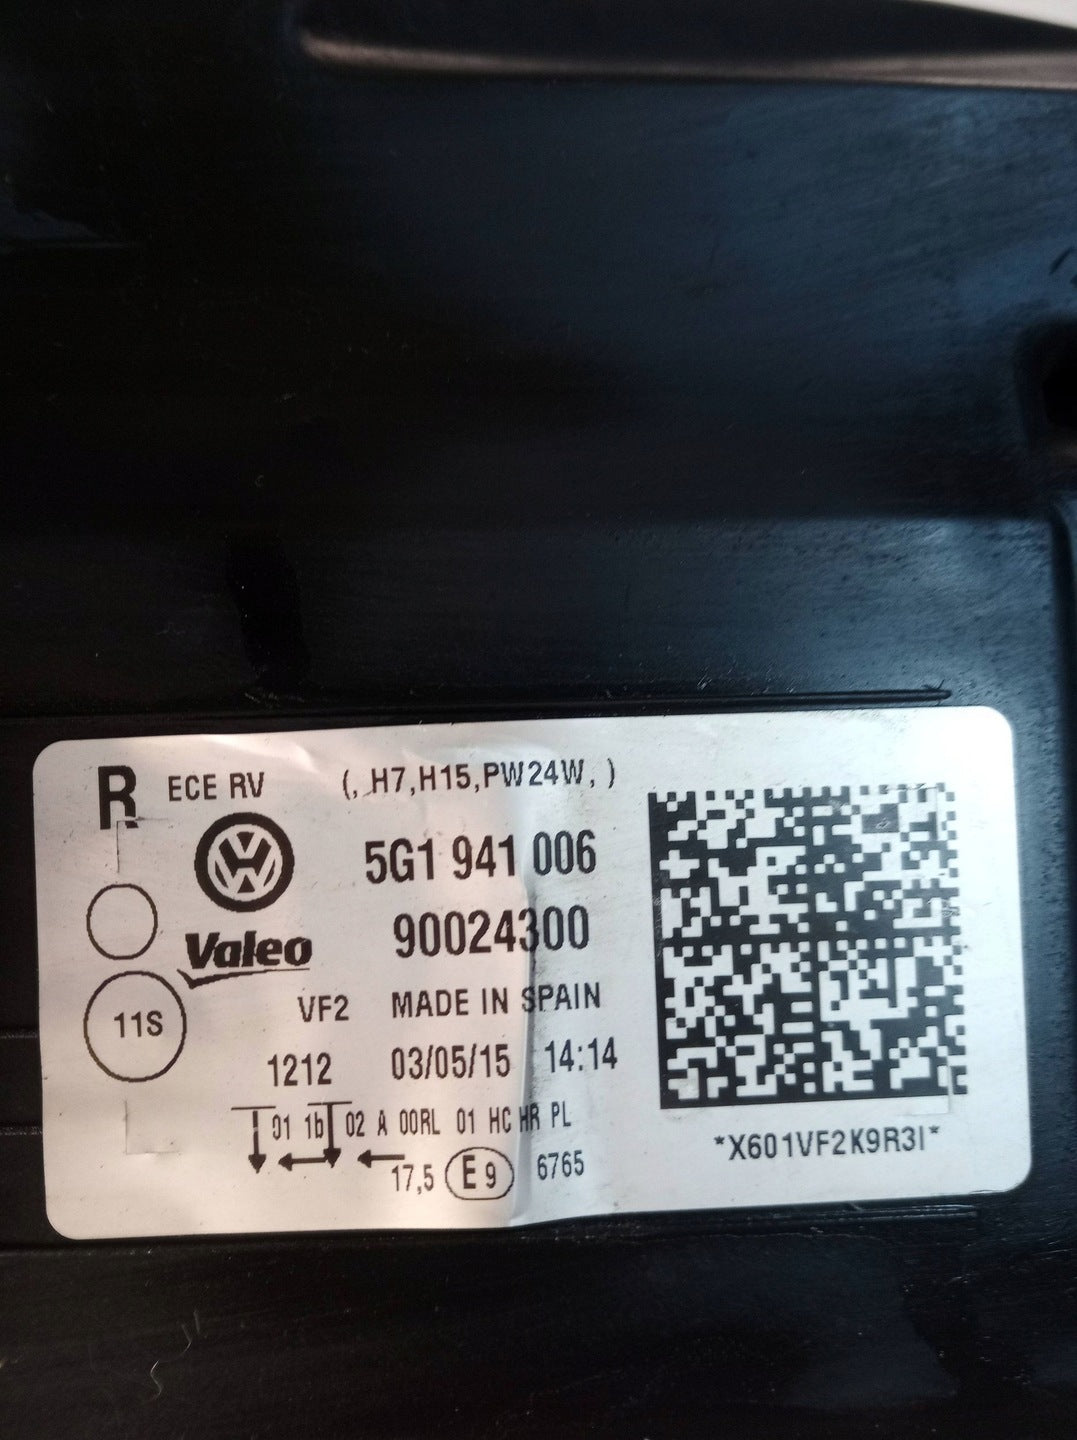 R ECE RV (, H7,H15,PW24W, )
5G1 941 006
Valeo 90024300
VF2 MADE IN SPAIN
11S
1212 03/05/15 14:14
01 1b 02 A 00RL 01 HC HR PL
17,5 E9 6765
*X601VF2K9R3I*